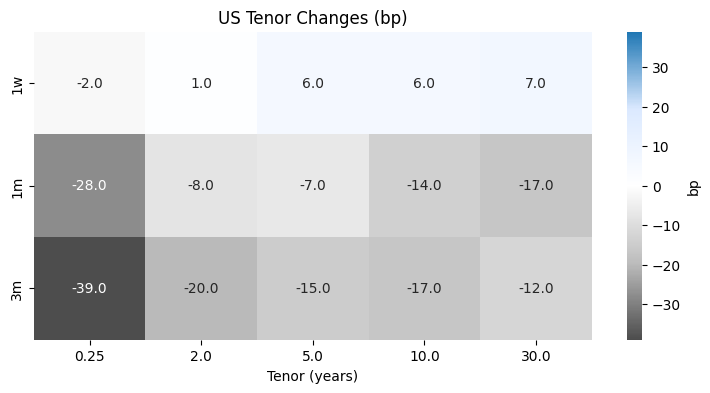 US Tenor Changes (bp)
1w -2.0 1.0 6.0 6.0 7.0
1m -28.0 -8.0 -7.0 -14.0 -17.0
3m -39.0 -20.0 -15.0 -17.0 -12.0
0.25 2.0 5.0 10.0 30.0
Tenor (years)
30
20
10
0
−10
−20
−30
bp